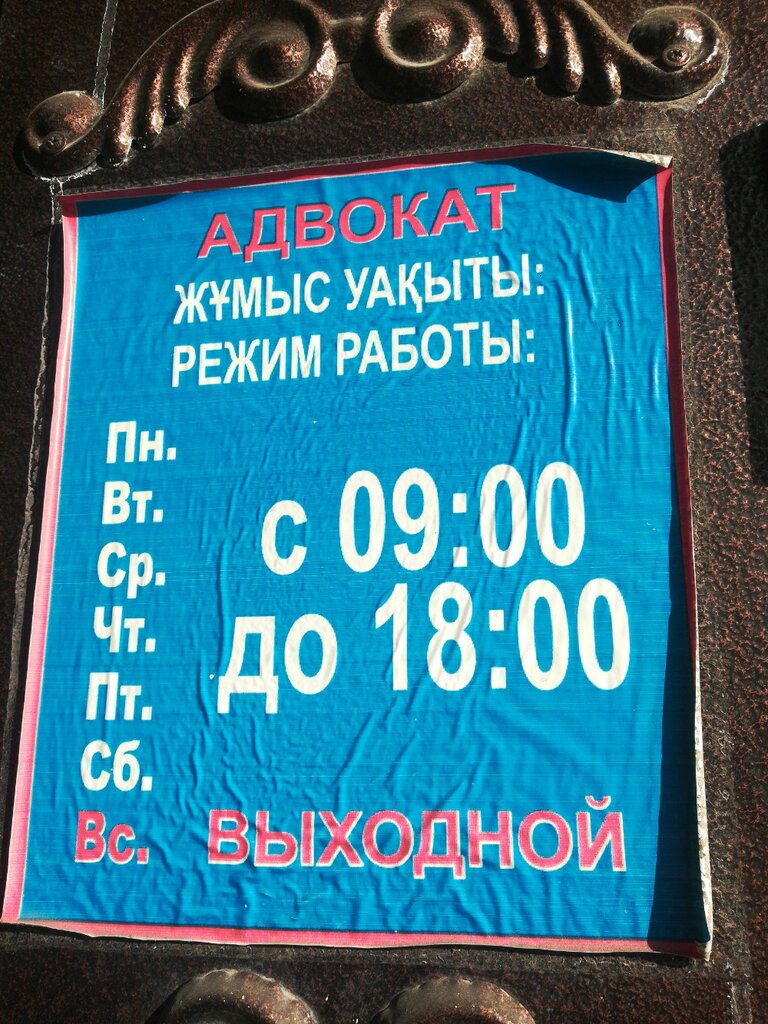 АДВОКАТ
ЖҰМЫС УАҚЫТЫ:
РЕЖИМ РАБОТЫ:
Пн.
Вт.
с 09:00
Ср.
Чт.
до 18:00
Пт.
Сб.
Вс. ВЫХОДНОЙ